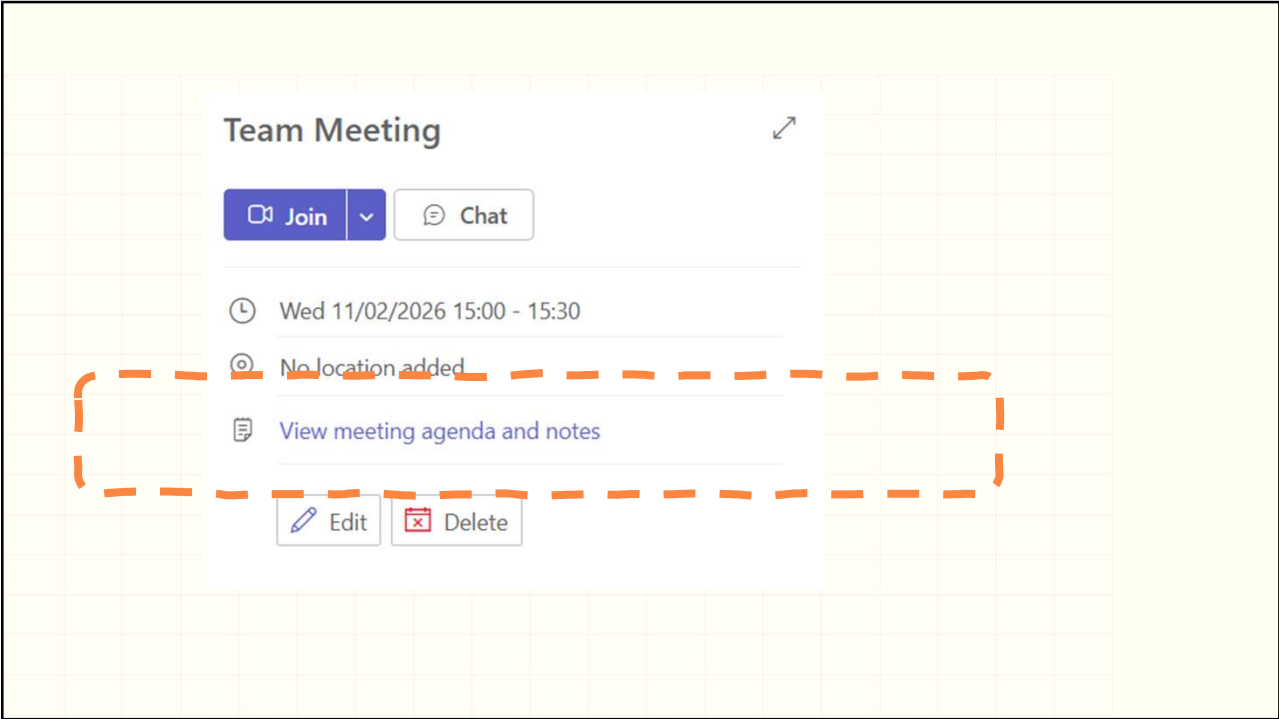 Team Meeting
Join
Chat
Wed 11/02/2026 15:00 - 15:30
No location added
View meeting agenda and notes
Edit
Delete